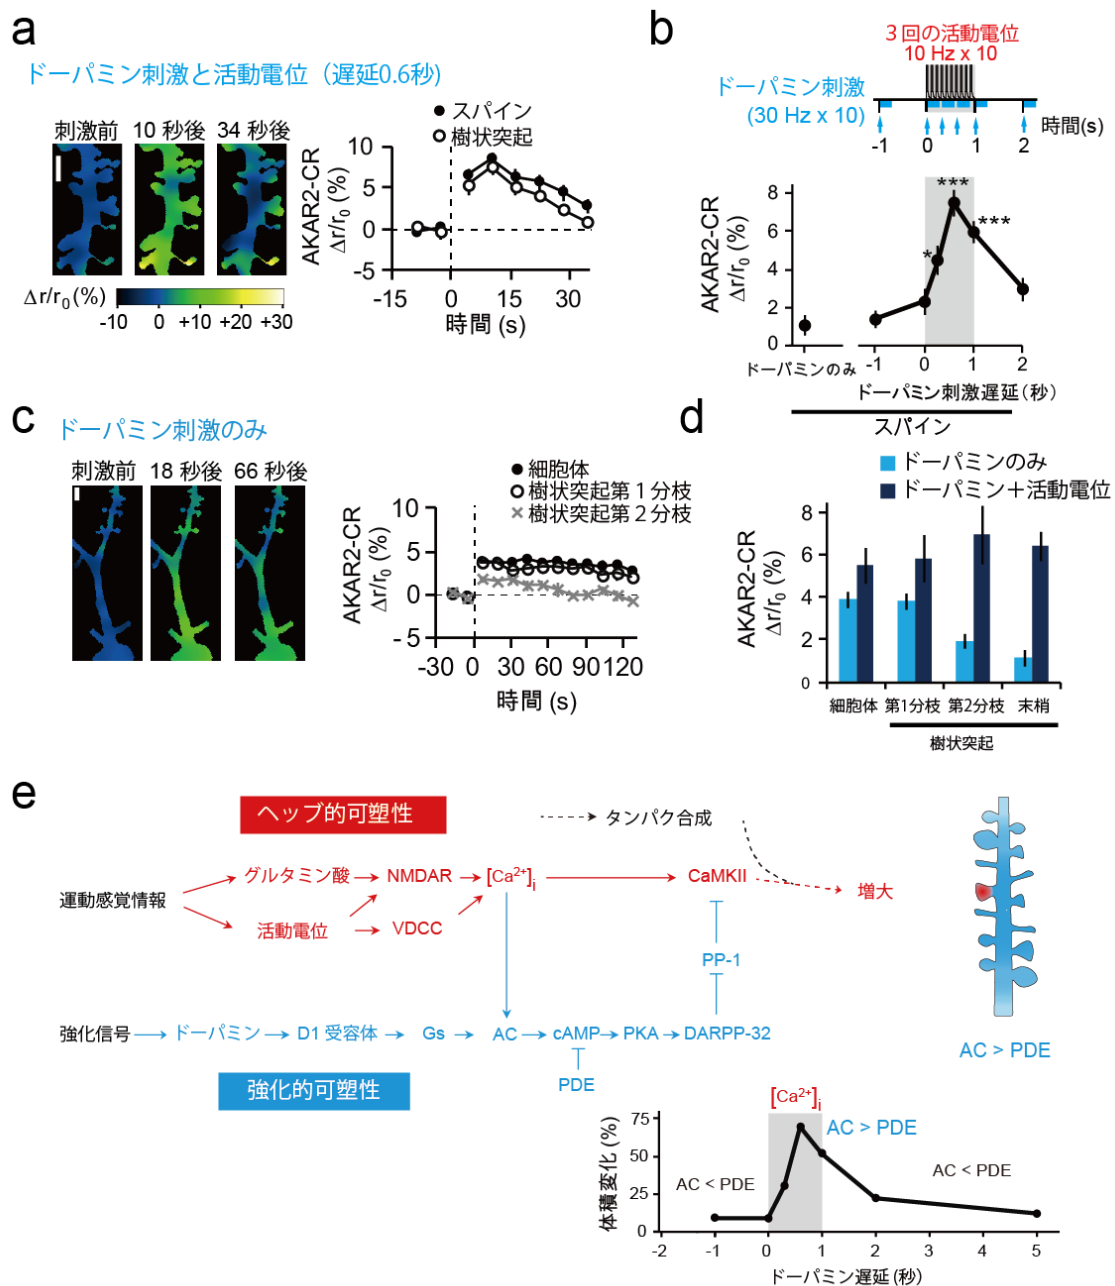 a
ドーパミン刺激と活動電位（遅延0.6秒)
刺激前 10 秒後 34 秒後
Δr/r₀(%)
-10 0 +10 +20 +30
スパイン
樹状突起
AKAR2-CR
Δr/r₀ (%)
10
5
0
-5
-15 0 15 30
時間 (s)
b
3 回の活動電位
10 Hz x 10
ドーパミン刺激
(30 Hz x 10)
-1 0 1 2
時間(s)
AKAR2-CR
Δr/r₀ (%)
8
6
4
2
0
*
***
***
ドーパミンのみ
-1 0 1 2
ドーパミン刺激遅延（秒）
スパイン
c
ドーパミン刺激のみ
刺激前 18 秒後 66 秒後
細胞体
樹状突起第１分枝
樹状突起第２分枝
AKAR2-CR
Δr/r₀ (%)
10
5
0
-5
-30 0 30 60 90 120
時間 (s)
d
ドーパミンのみ
ドーパミン＋活動電位
AKAR2-CR
Δr/r₀ (%)
8
6
4
2
0
細胞体 第1分枝 第2分枝 末梢
樹状突起
e
ヘッブ的可塑性
タンパク合成
運動感覚情報
グルタミン酸 NMDAR [Ca²⁺]i CaMKII 増大
活動電位 VDCC
PP-1
強化信号 ドーパミン D1 受容体 Gs AC cAMP PKA DARPP-32
PDE
強化的可塑性
AC > PDE
[Ca²⁺]i
AC > PDE
AC < PDE
AC < PDE
体積変化 (%)
75
50
25
0
-2 -1 0 1 2 3 4 5
ドーパミン遅延 (秒)